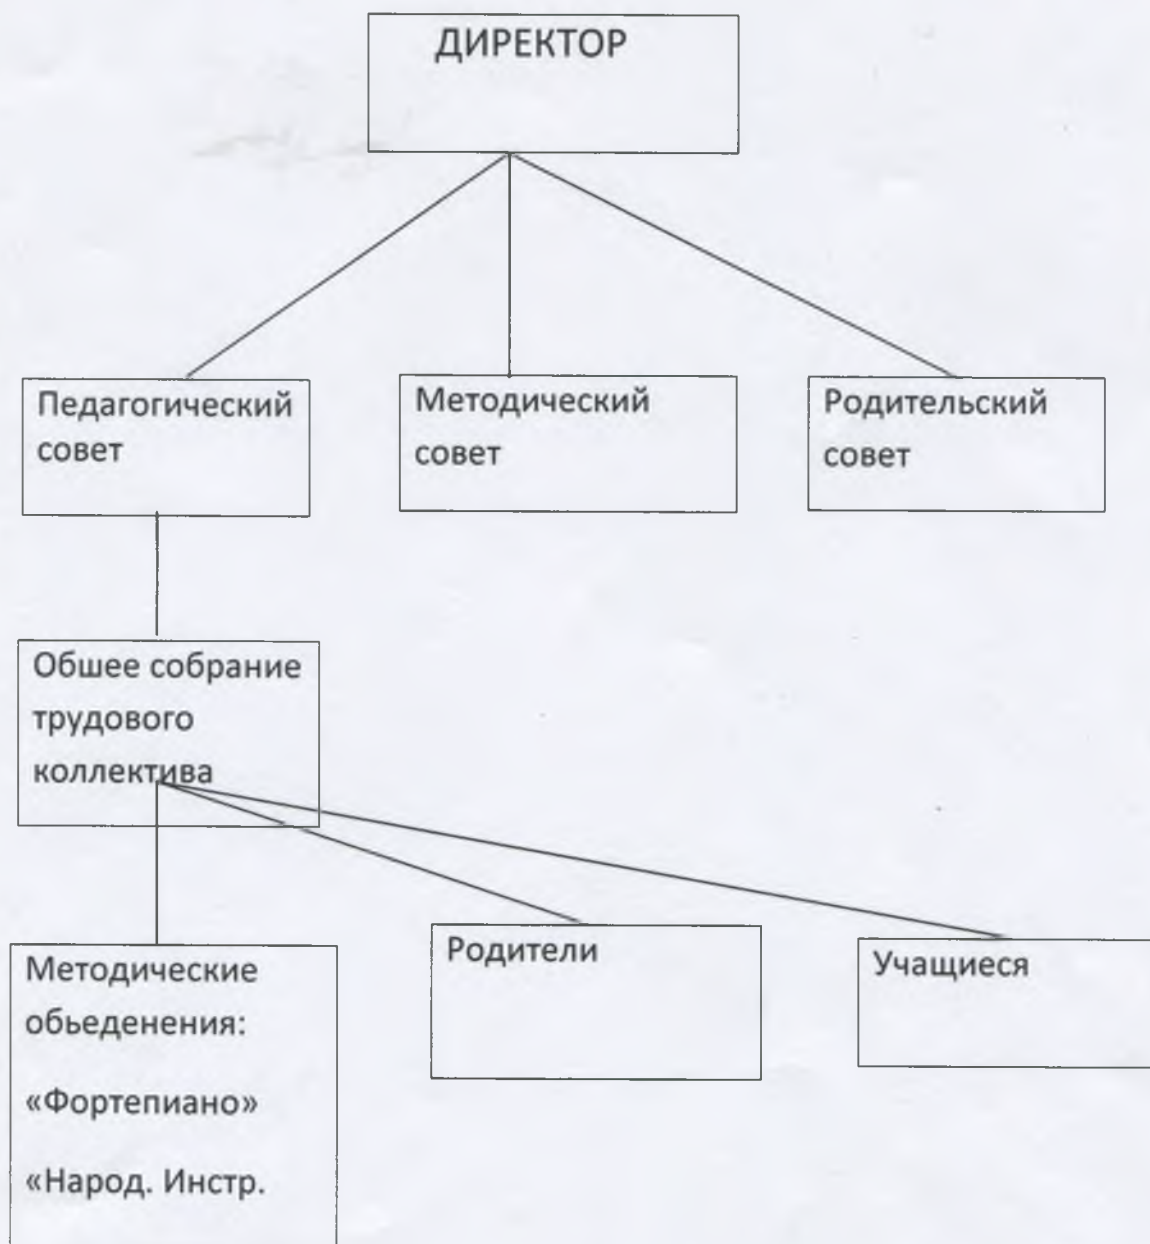 ДИРЕКТОР
Педагогический
совет
Методический
совет
Родительский
совет
Обшее собрание
трудового
коллектива
Методические
обьеденения:
«Фортепиано»
«Народ. Инстр.
Родители
Учащиеся